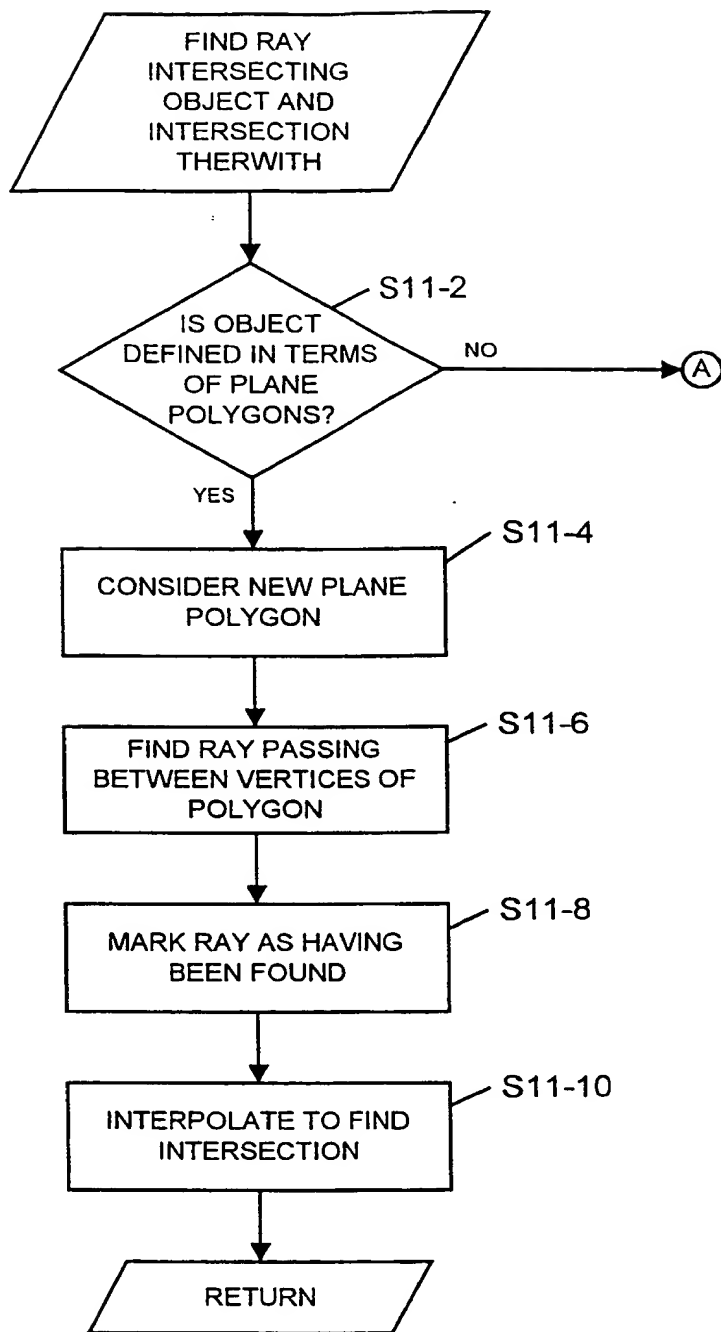 FIND RAY
INTERSECTING
OBJECT AND
INTERSECTION
THERWITH
S11-2
IS OBJECT
DEFINED IN TERMS
OF PLANE
POLYGONS?
NO
A
YES
S11-4
CONSIDER NEW PLANE
POLYGON
S11-6
FIND RAY PASSING
BETWEEN VERTICES OF
POLYGON
S11-8
MARK RAY AS HAVING
BEEN FOUND
S11-10
INTERPOLATE TO FIND
INTERSECTION
RETURN